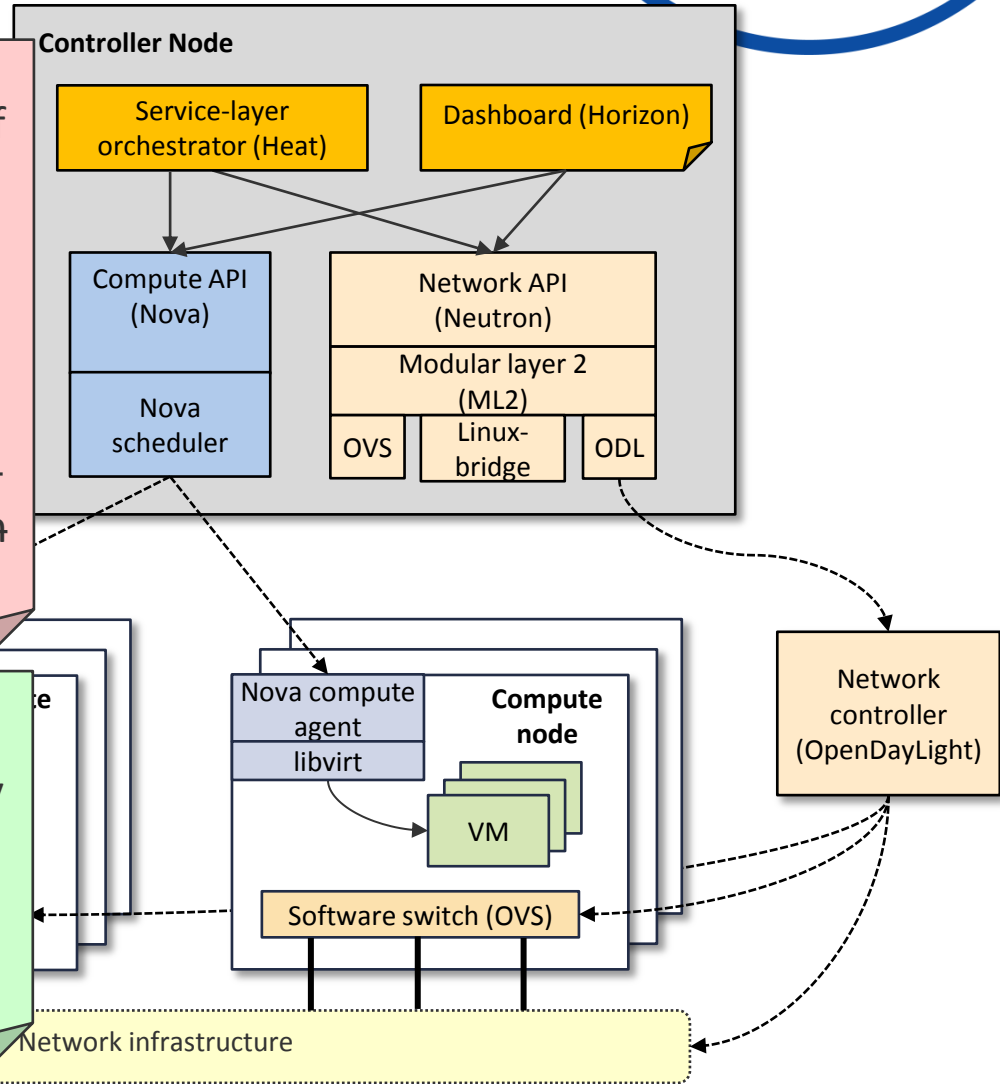 Controller Node
Service-layer
orchestrator (Heat)
Dashboard (Horizon)
Compute API
(Nova)
Nova
scheduler
Network API
(Neutron)
Modular layer 2
(ML2)
OVS
Linux-
bridge
ODL
Nova compute
agent
libvirt
Compute
node
VM
Software switch (OVS)
Network
controller
(OpenDayLight)
Network infrastructure